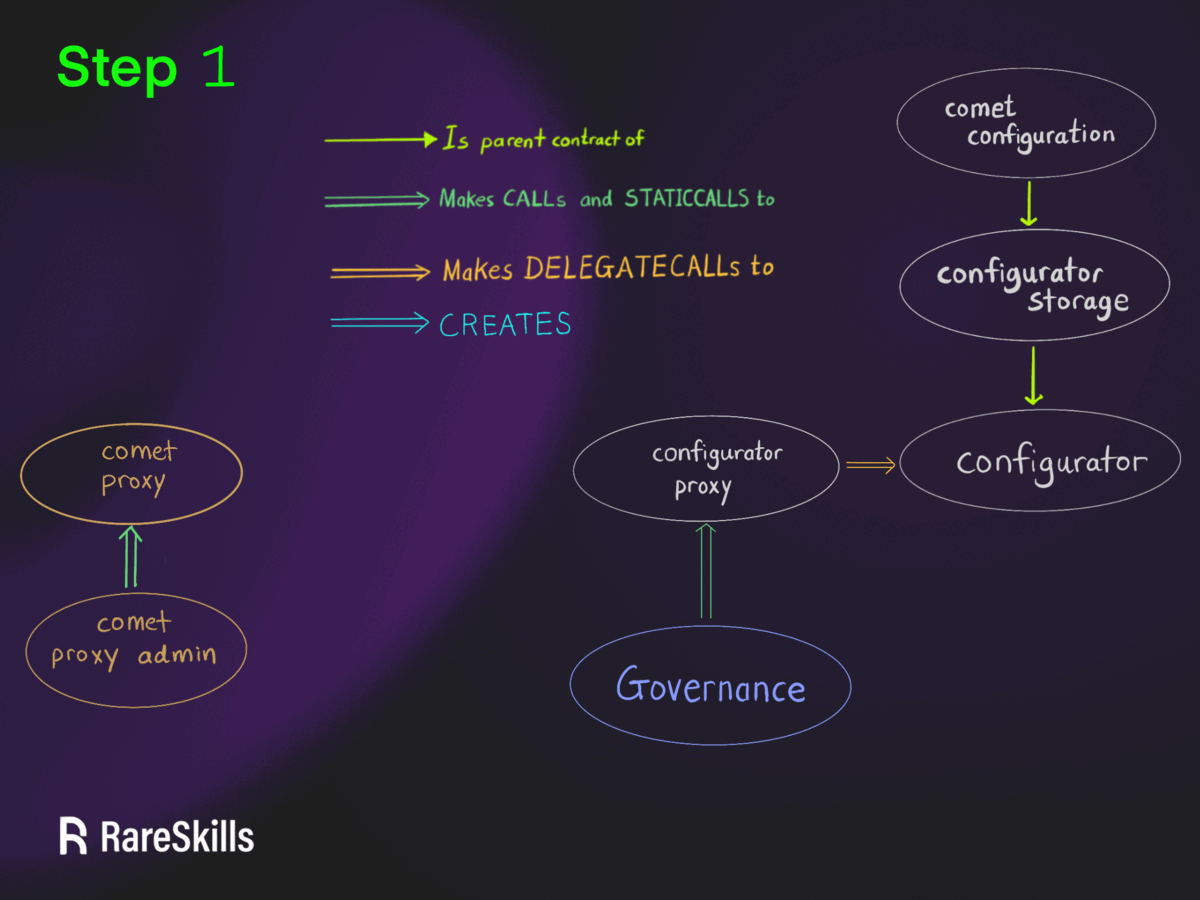 Step 1
Is parent contract of
Makes CALLs and STATICCALLS to
Makes DELEGATECALLs to
CREATES
comet
configuration
configurator
storage
comet
proxy
configurator
proxy
configurator
comet
proxy admin
Governance
RareSkills